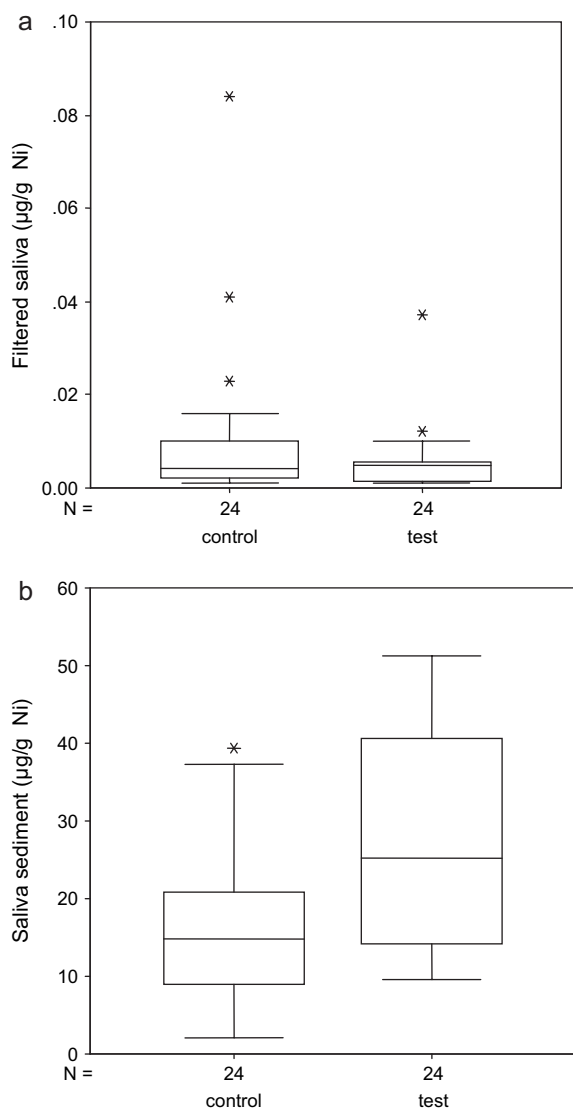 a
Filtered saliva (µg/g Ni)
.10
.08
.06
.04
.02
0.00
N = 24 24
control test
b
Saliva sediment (µg/g Ni)
60
50
40
30
20
10
0
N = 24 24
control test